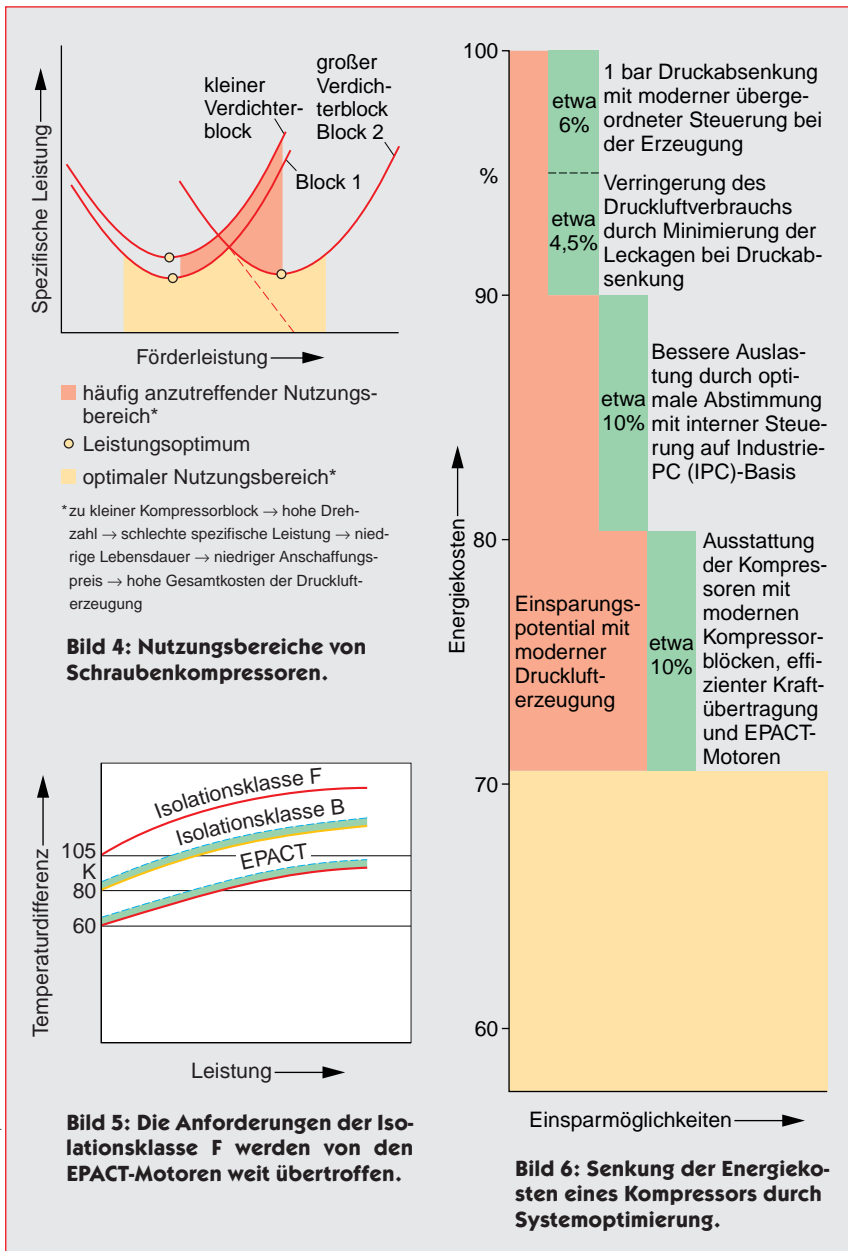 kleiner
Verdichter-
block
großer
Verdich-
terblock
Block 2
Block 1
Spezifische Leistung
Förderleistung
häufig anzutreffender Nutzungs-
bereich*
Leistungsoptimum
optimaler Nutzungsbereich*
*zu kleiner Kompressorblock → hohe Dreh-
zahl → schlechte spezifische Leistung → nied-
rige Lebensdauer → niedriger Anschaffungs-
preis → hohe Gesamtkosten der Druckluft-
erzeugung
Bild 4: Nutzungsbereiche von
Schraubenkompressoren.
Isolationsklasse F
Isolationsklasse B
EPACT
105
K
80
60
Temperaturdifferenz
Leistung
Bild 5: Die Anforderungen der Iso-
lationsklasse F werden von den
EPACT-Motoren weit übertroffen.
100
%
90
80
70
60
Energiekosten
etwa
6%
1 bar Druckabsenkung
mit moderner überge-
ordneter Steuerung bei
der Erzeugung
etwa
4,5%
Verringerung des
Druckluftverbrauchs
durch Minimierung der
Leckagen bei Druckab-
senkung
etwa
10%
Bessere Auslas-
tung durch opti-
male Abstimmung
mit interner Steue-
rung auf Industrie-
PC (IPC)-Basis
Einsparungs-
potential mit
moderner
Druckluft-
erzeugung
etwa
10%
Ausstattung
der Kompres-
soren mit
modernen
Kompressor-
blöcken, effi-
zienter Kraft-
übertragung
und EPACT-
Motoren
Einsparmöglichkeiten
Bild 6: Senkung der Energieko-
sten eines Kompressors durch
Systemoptimierung.